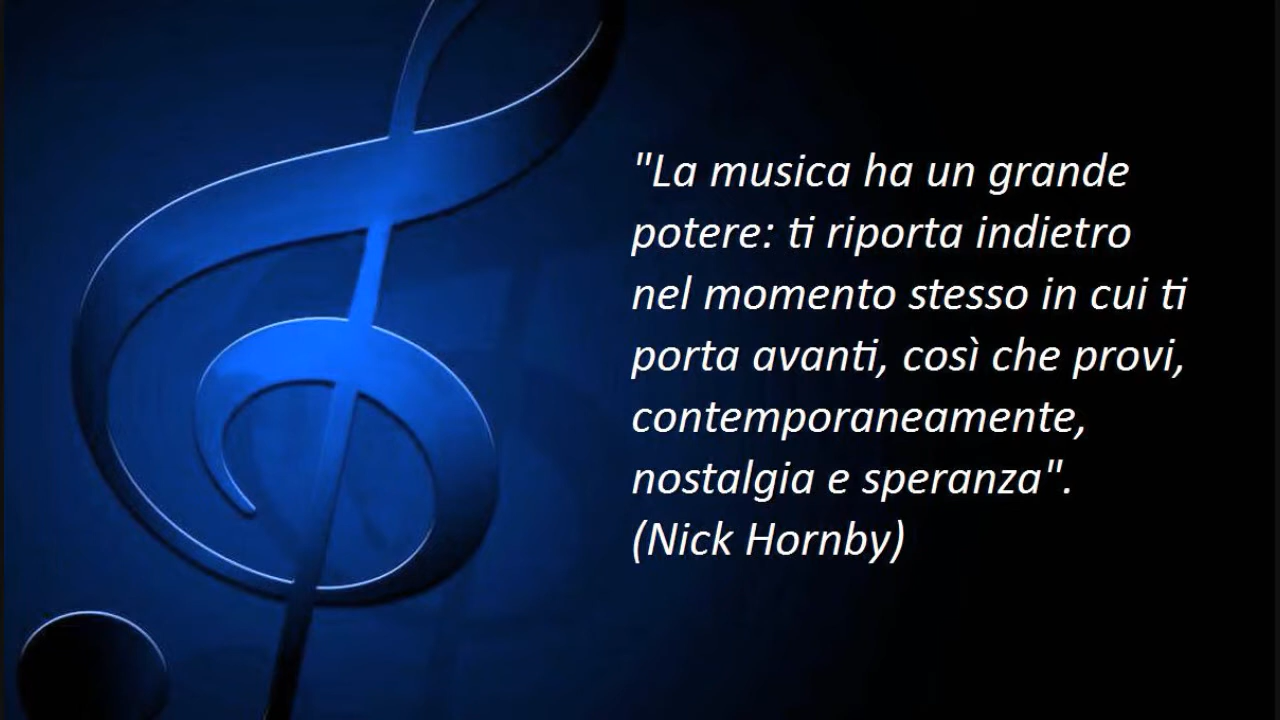 "La musica ha un grande
potere: ti riporta indietro
nel momento stesso in cui ti
porta avanti, così che provi,
contemporaneamente,
nostalgia e speranza".
(Nick Hornby)